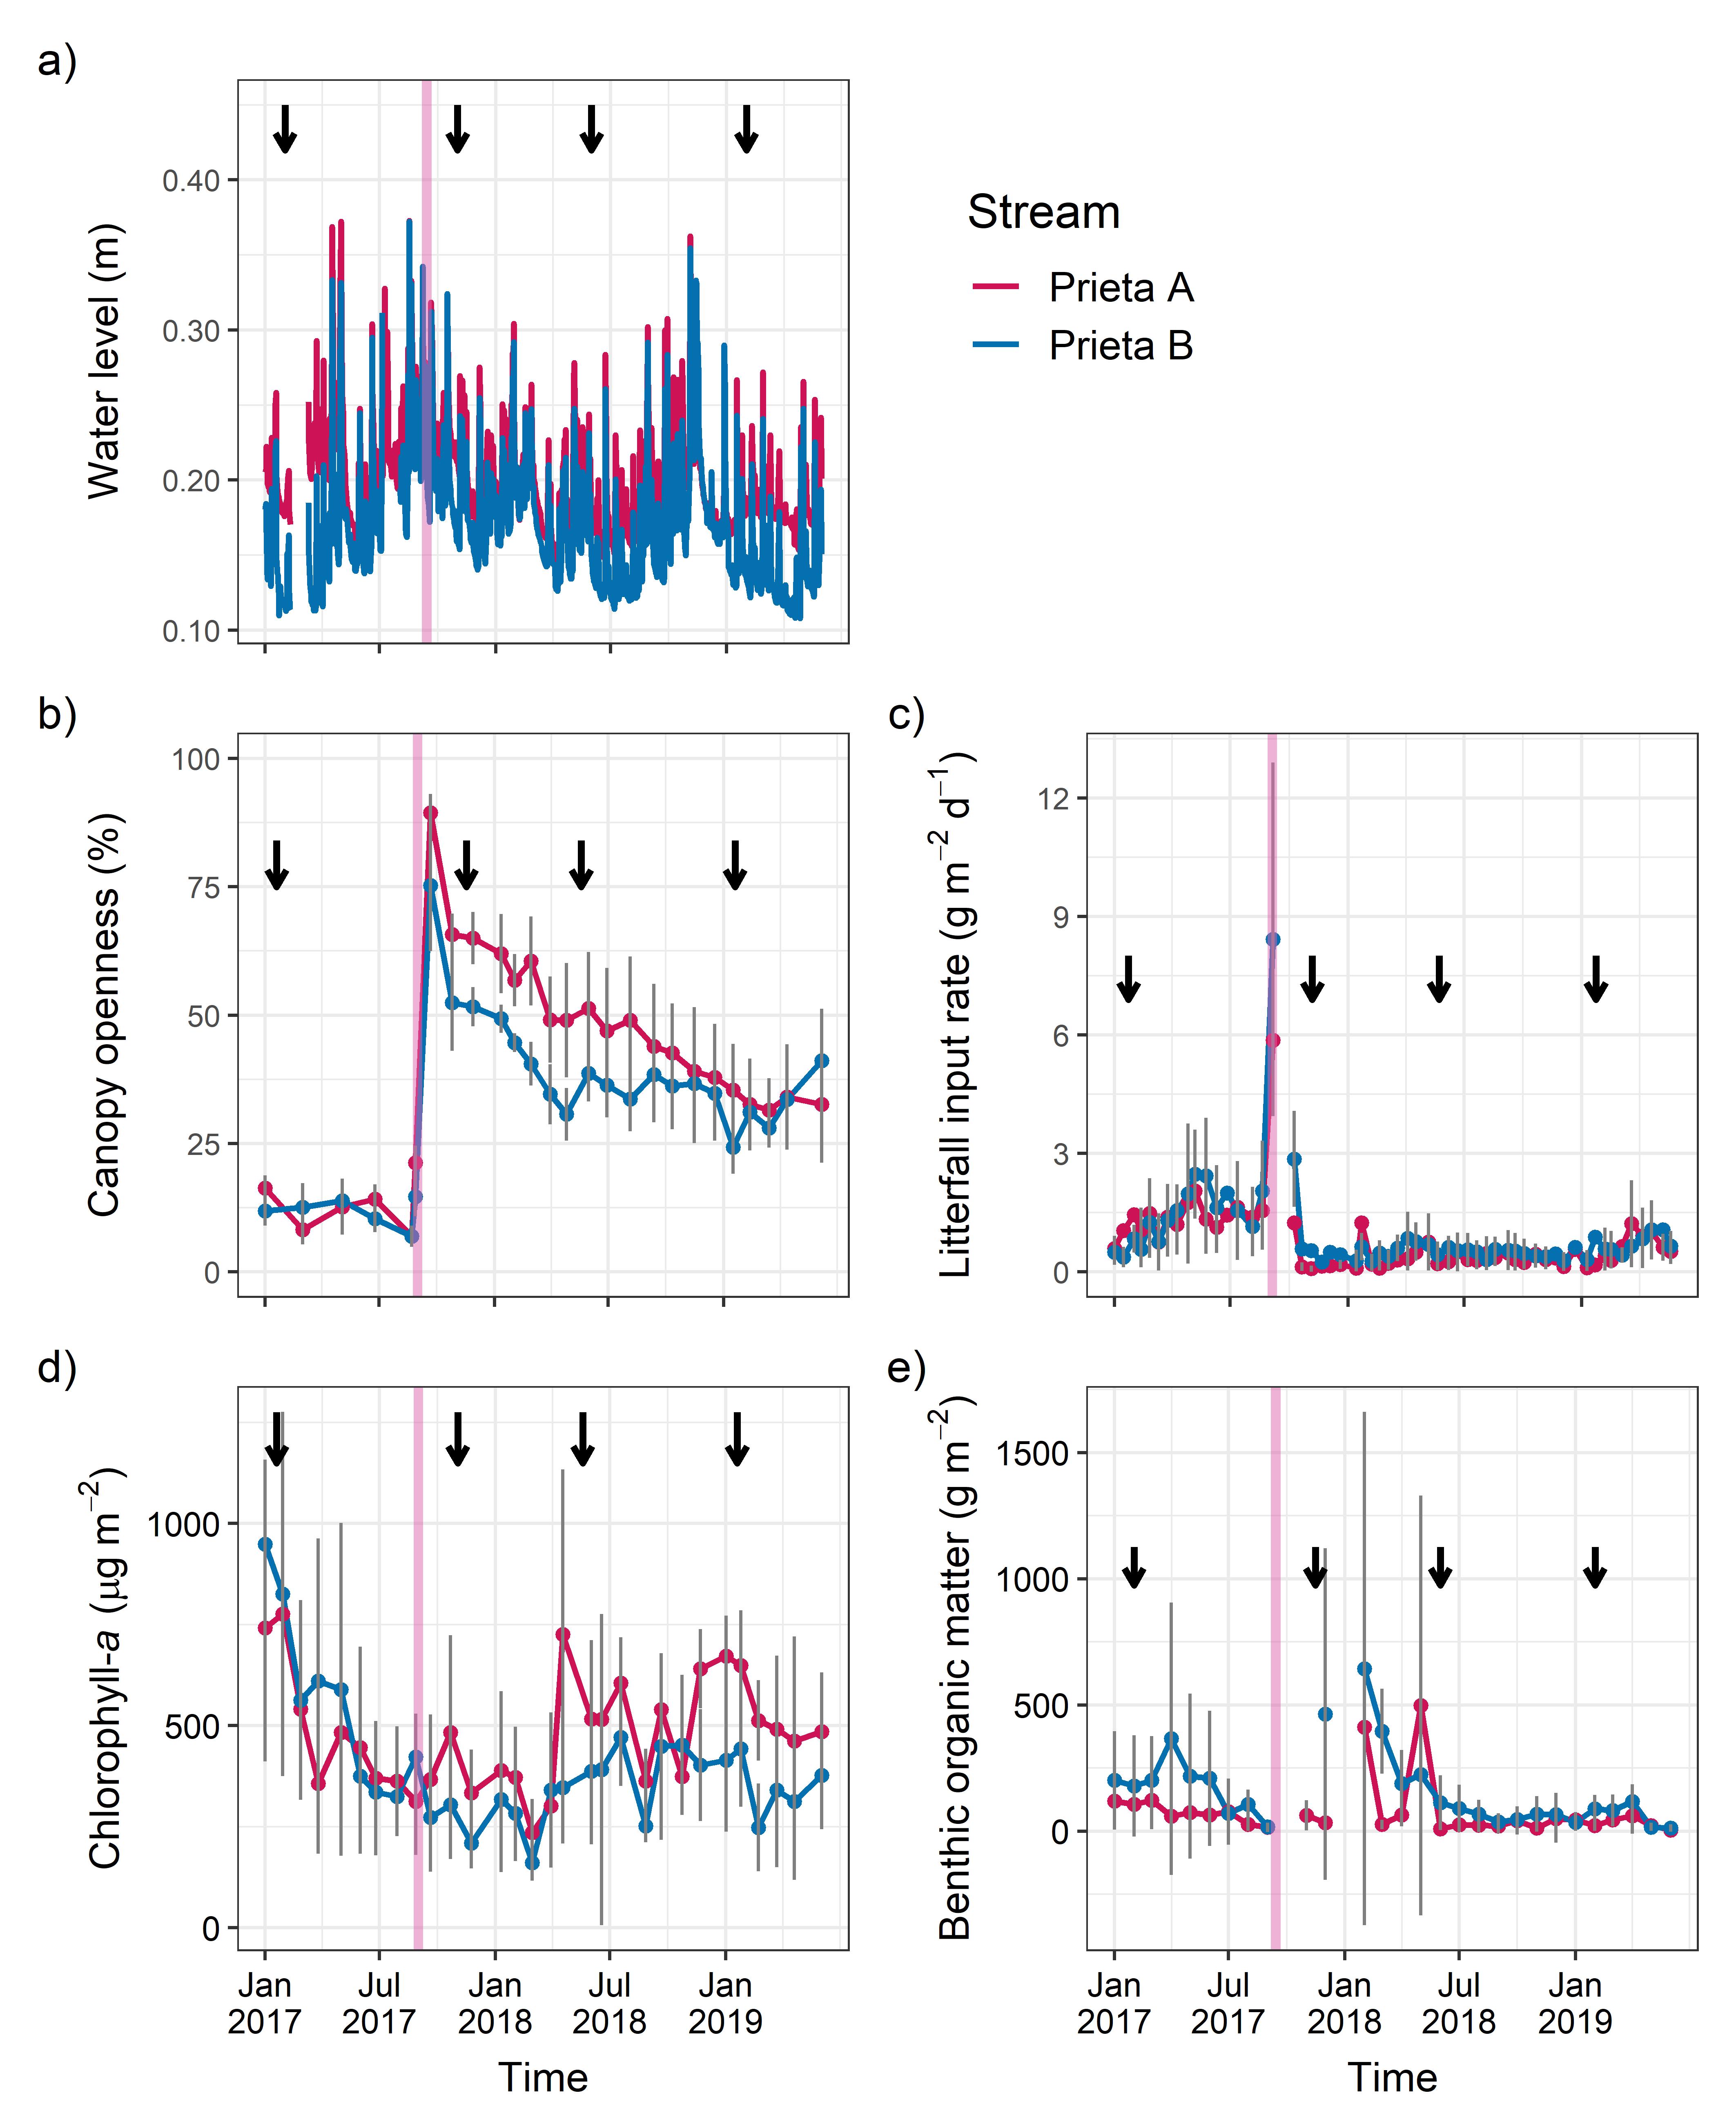 a)
Water level (m)
0.40
0.30
0.20
0.10
Stream
Prieta A
Prieta B
b)
Canopy openness (%)
100
75
50
25
0
c)
Litterfall input rate (g m⁻² d⁻¹)
12
9
6
3
0
d)
Chlorophyll-a (μg m⁻²)
1000
500
0
Jan Jul Jan Jul Jan
2017 2017 2018 2018 2019
Time
e)
Benthic organic matter (g m⁻²)
1500
1000
500
0
Jan Jul Jan Jul Jan
2017 2017 2018 2018 2019
Time